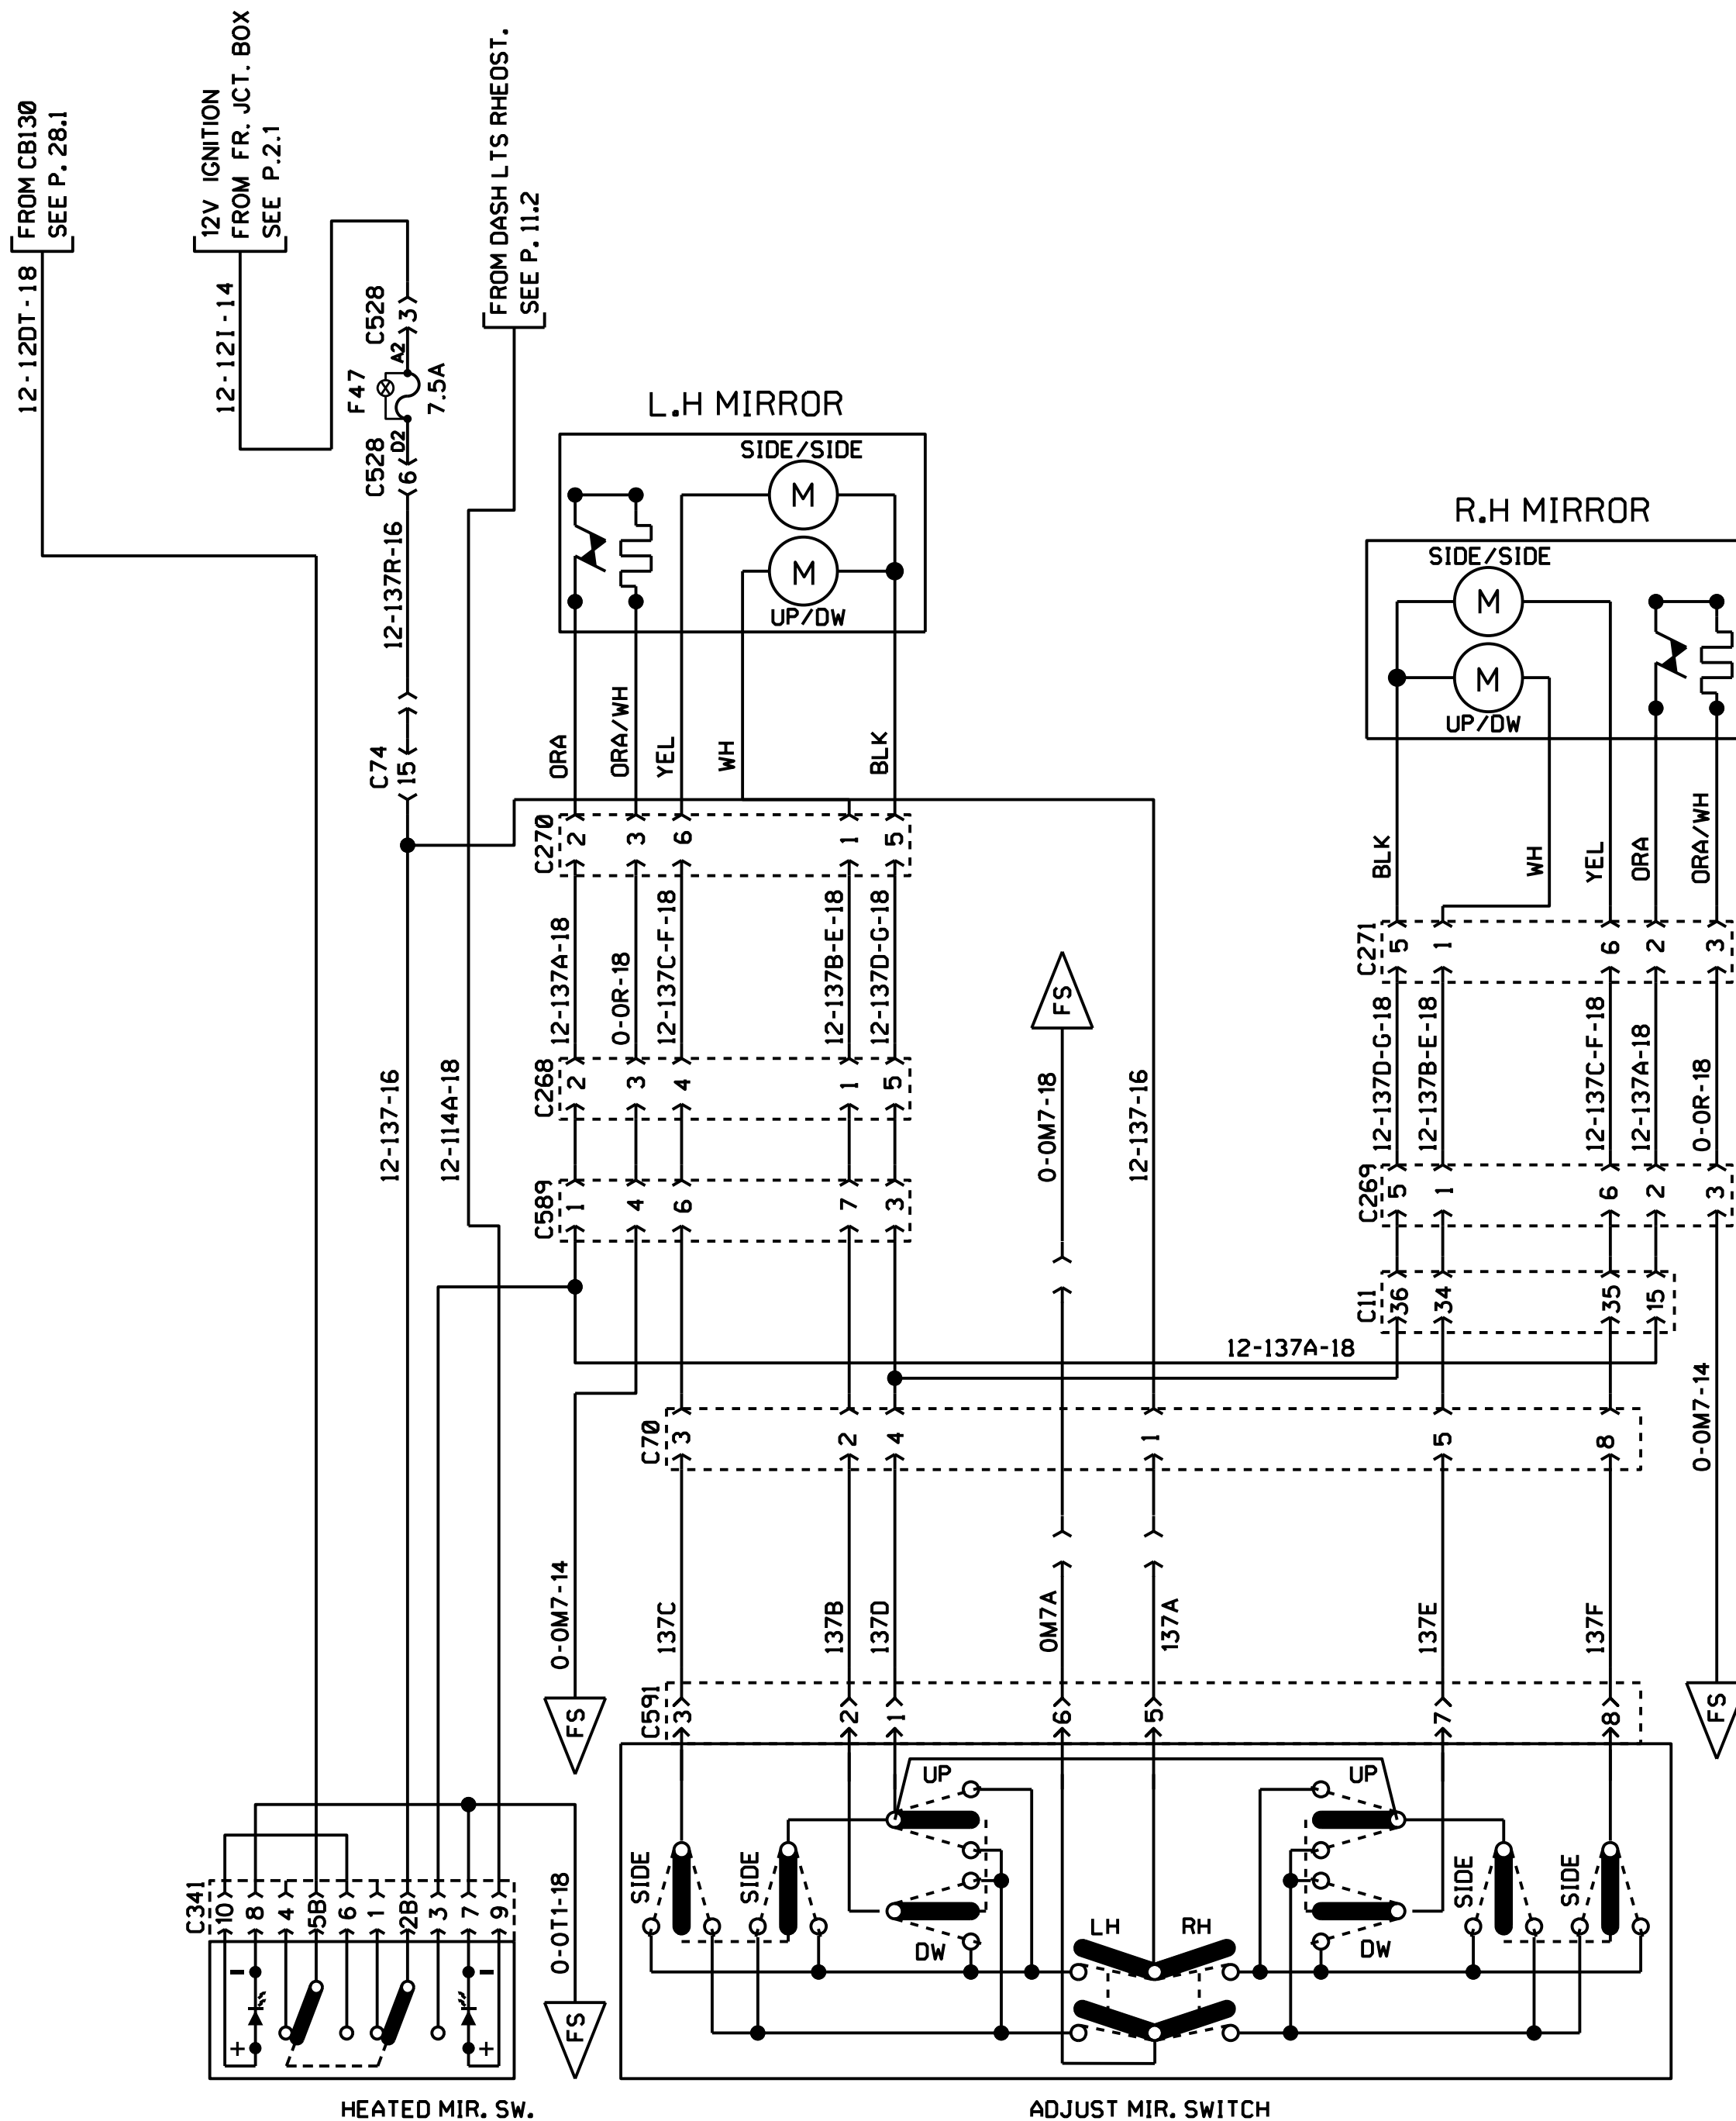 FROM CB130
SEE P. 28.1
12-12DT-18
12V IGNITION
FROM FR. JCT. BOX
SEE P.2.1
12-12I-14
FROM DASH LTS RHEOST.
SEE P. 11.2
C528
3
A2
F47
7.5A
D2
C528
6
12-137R-16
C74
15
12-137-16
12-114A-18
L.H MIRROR
SIDE/SIDE
M
M
UP/DW
ORA
ORA/WH
YEL
WH
BLK
C270
2
3
6
1
5
12-137A-18
0-0R-18
12-137C-F-18
12-137B-E-18
12-137D-G-18
C268
2
3
4
1
5
C589
1
4
6
7
3
FS
0-0M7-18
12-137-16
R.H MIRROR
SIDE/SIDE
M
M
UP/DW
BLK
WH
YEL
ORA
ORA/WH
C271
5
1
6
2
3
12-137D-G-18
12-137B-E-18
12-137C-F-18
12-137A-18
0-0R-18
C269
5
1
6
2
3
C11
36
34
35
15
12-137A-18
0-0M7-14
C70
3
2
4
1
5
8
0-0M7-14
137C
137B
137D
0M7A
137A
137E
137F
FS
FS
C591
3
2
1
6
5
7
8
UP
UP
SIDE
SIDE
DW
LH
RH
DW
SIDE
SIDE
C341
10
8
4
5B
6
1
2B
3
7
9
-
-
+
+
0-0T1-18
FS
HEATED MIR. SW.
ADJUST MIR. SWITCH